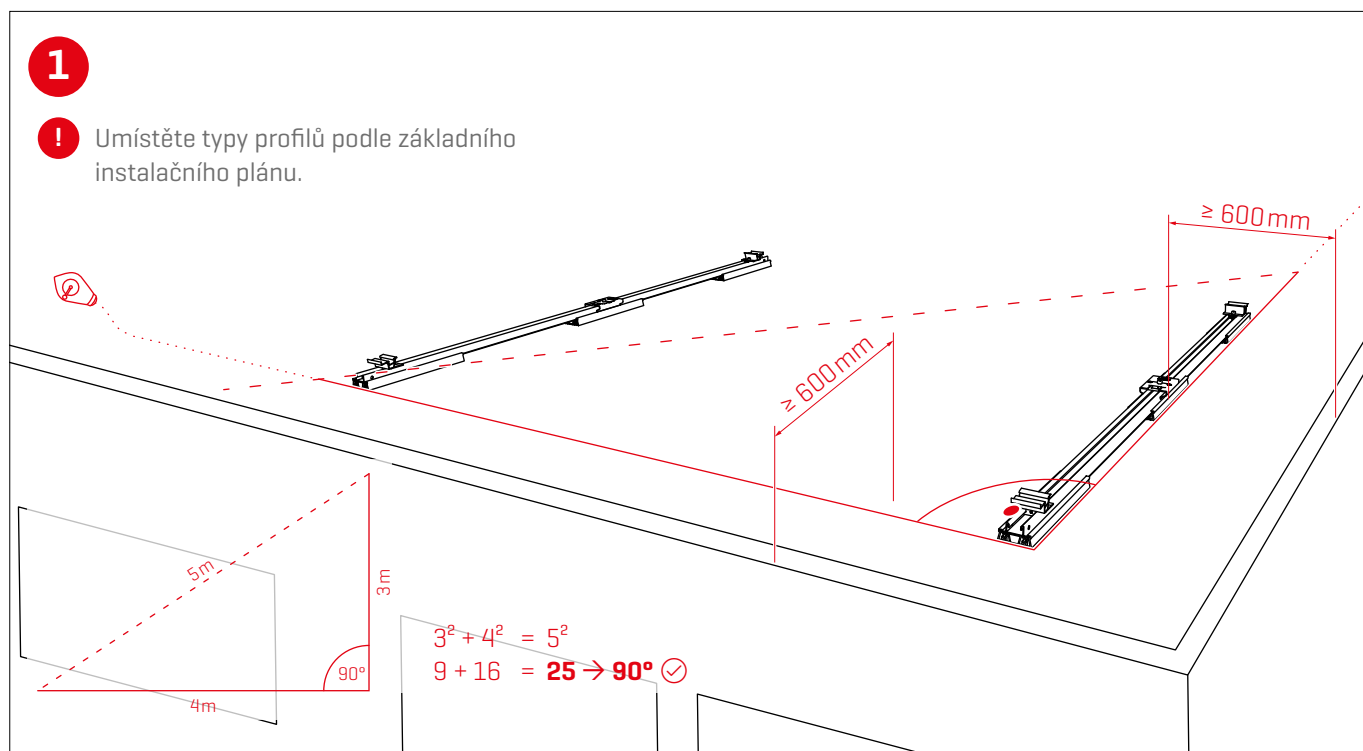 1
! Umístěte typy profilů podle základního
instalačního plánu.
≥ 600 mm
≥ 600 mm
5m
3m
90°
4m
3² + 4² = 5²
9 + 16 = 25 → 90°